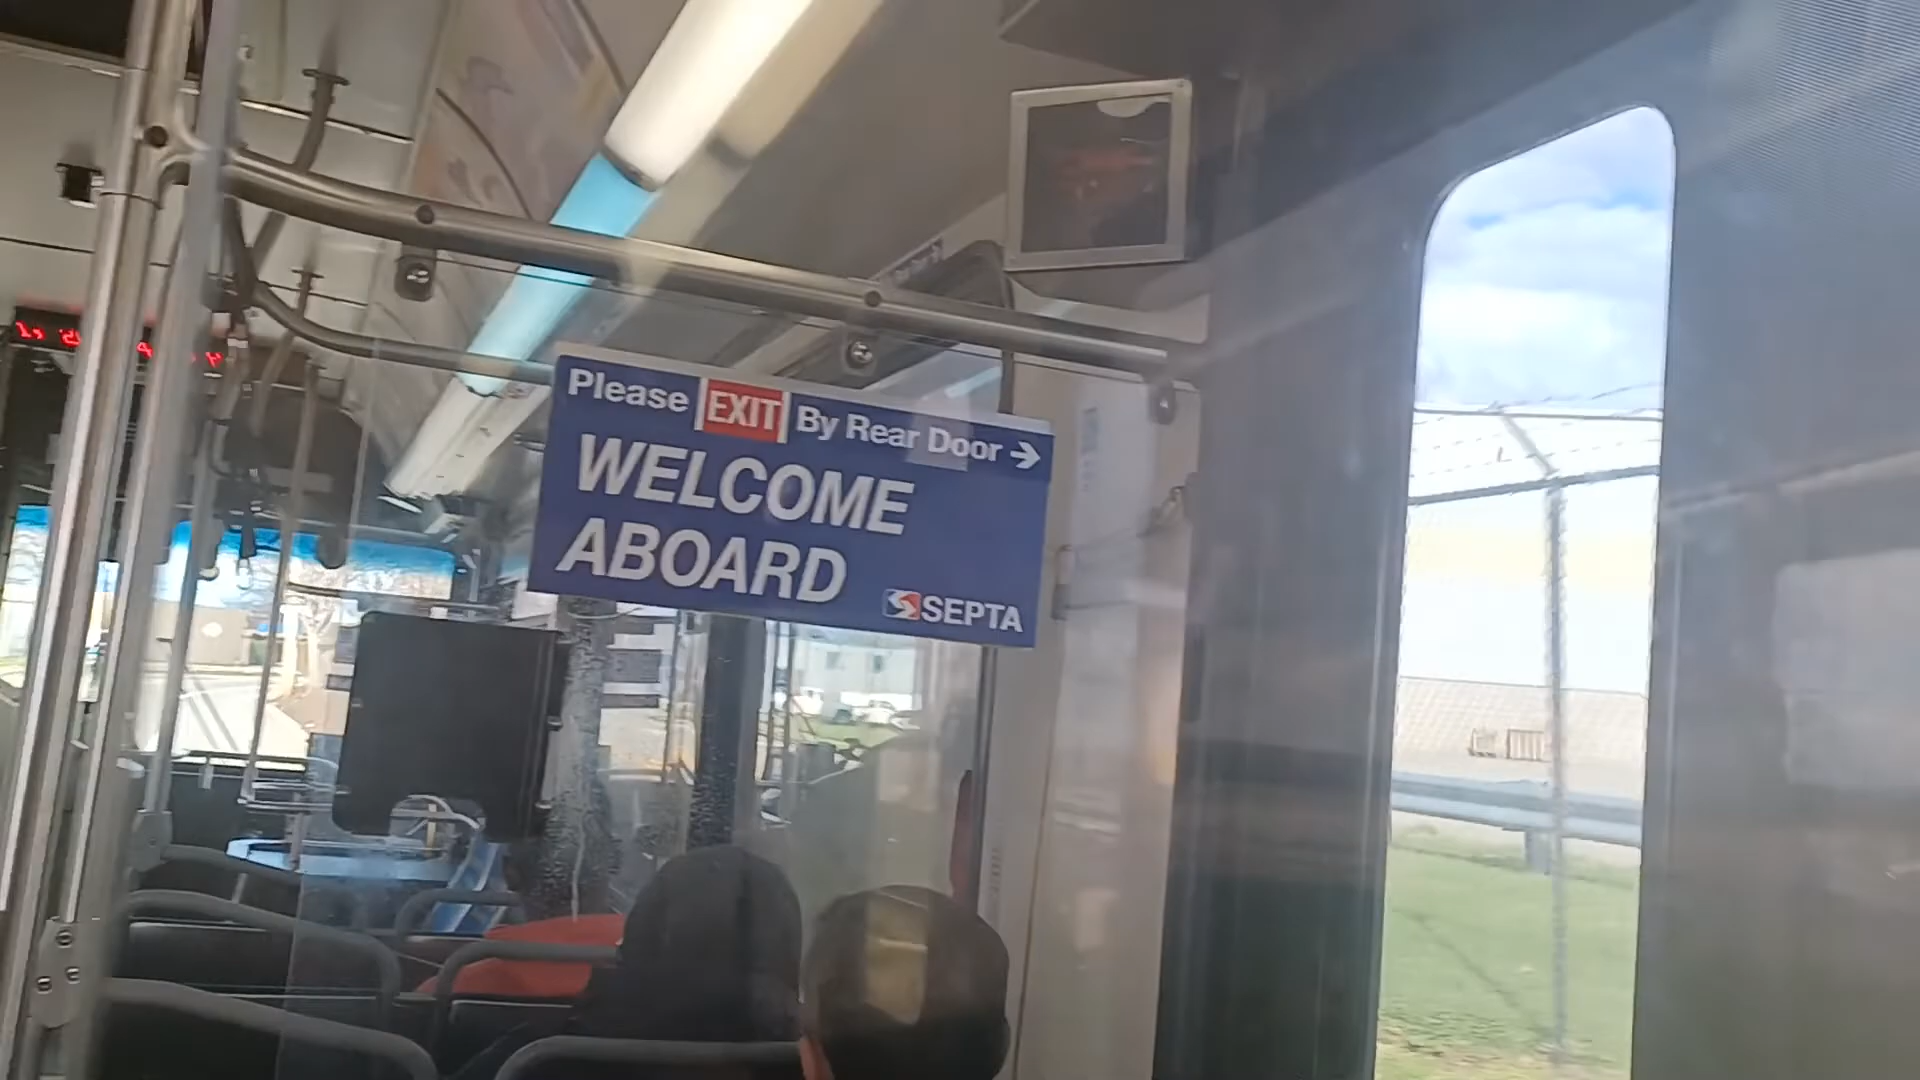 Please EXIT By Rear Door →
WELCOME
ABOARD
SEPTA